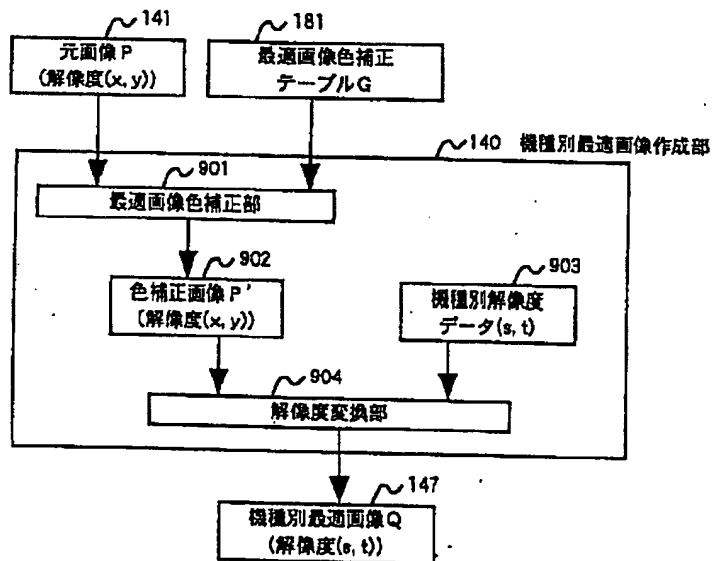 141
元画像P
(解像度(x, y))
181
最適画像色補正
テーブルG
140 機種別最適画像作成部
901
最適画像色補正部
902
色補正画像P'
(解像度(x, y))
903
機種別解像度
データ(s, t)
904
解像度変換部
147
機種別最適画像Q
(解像度(s, t))